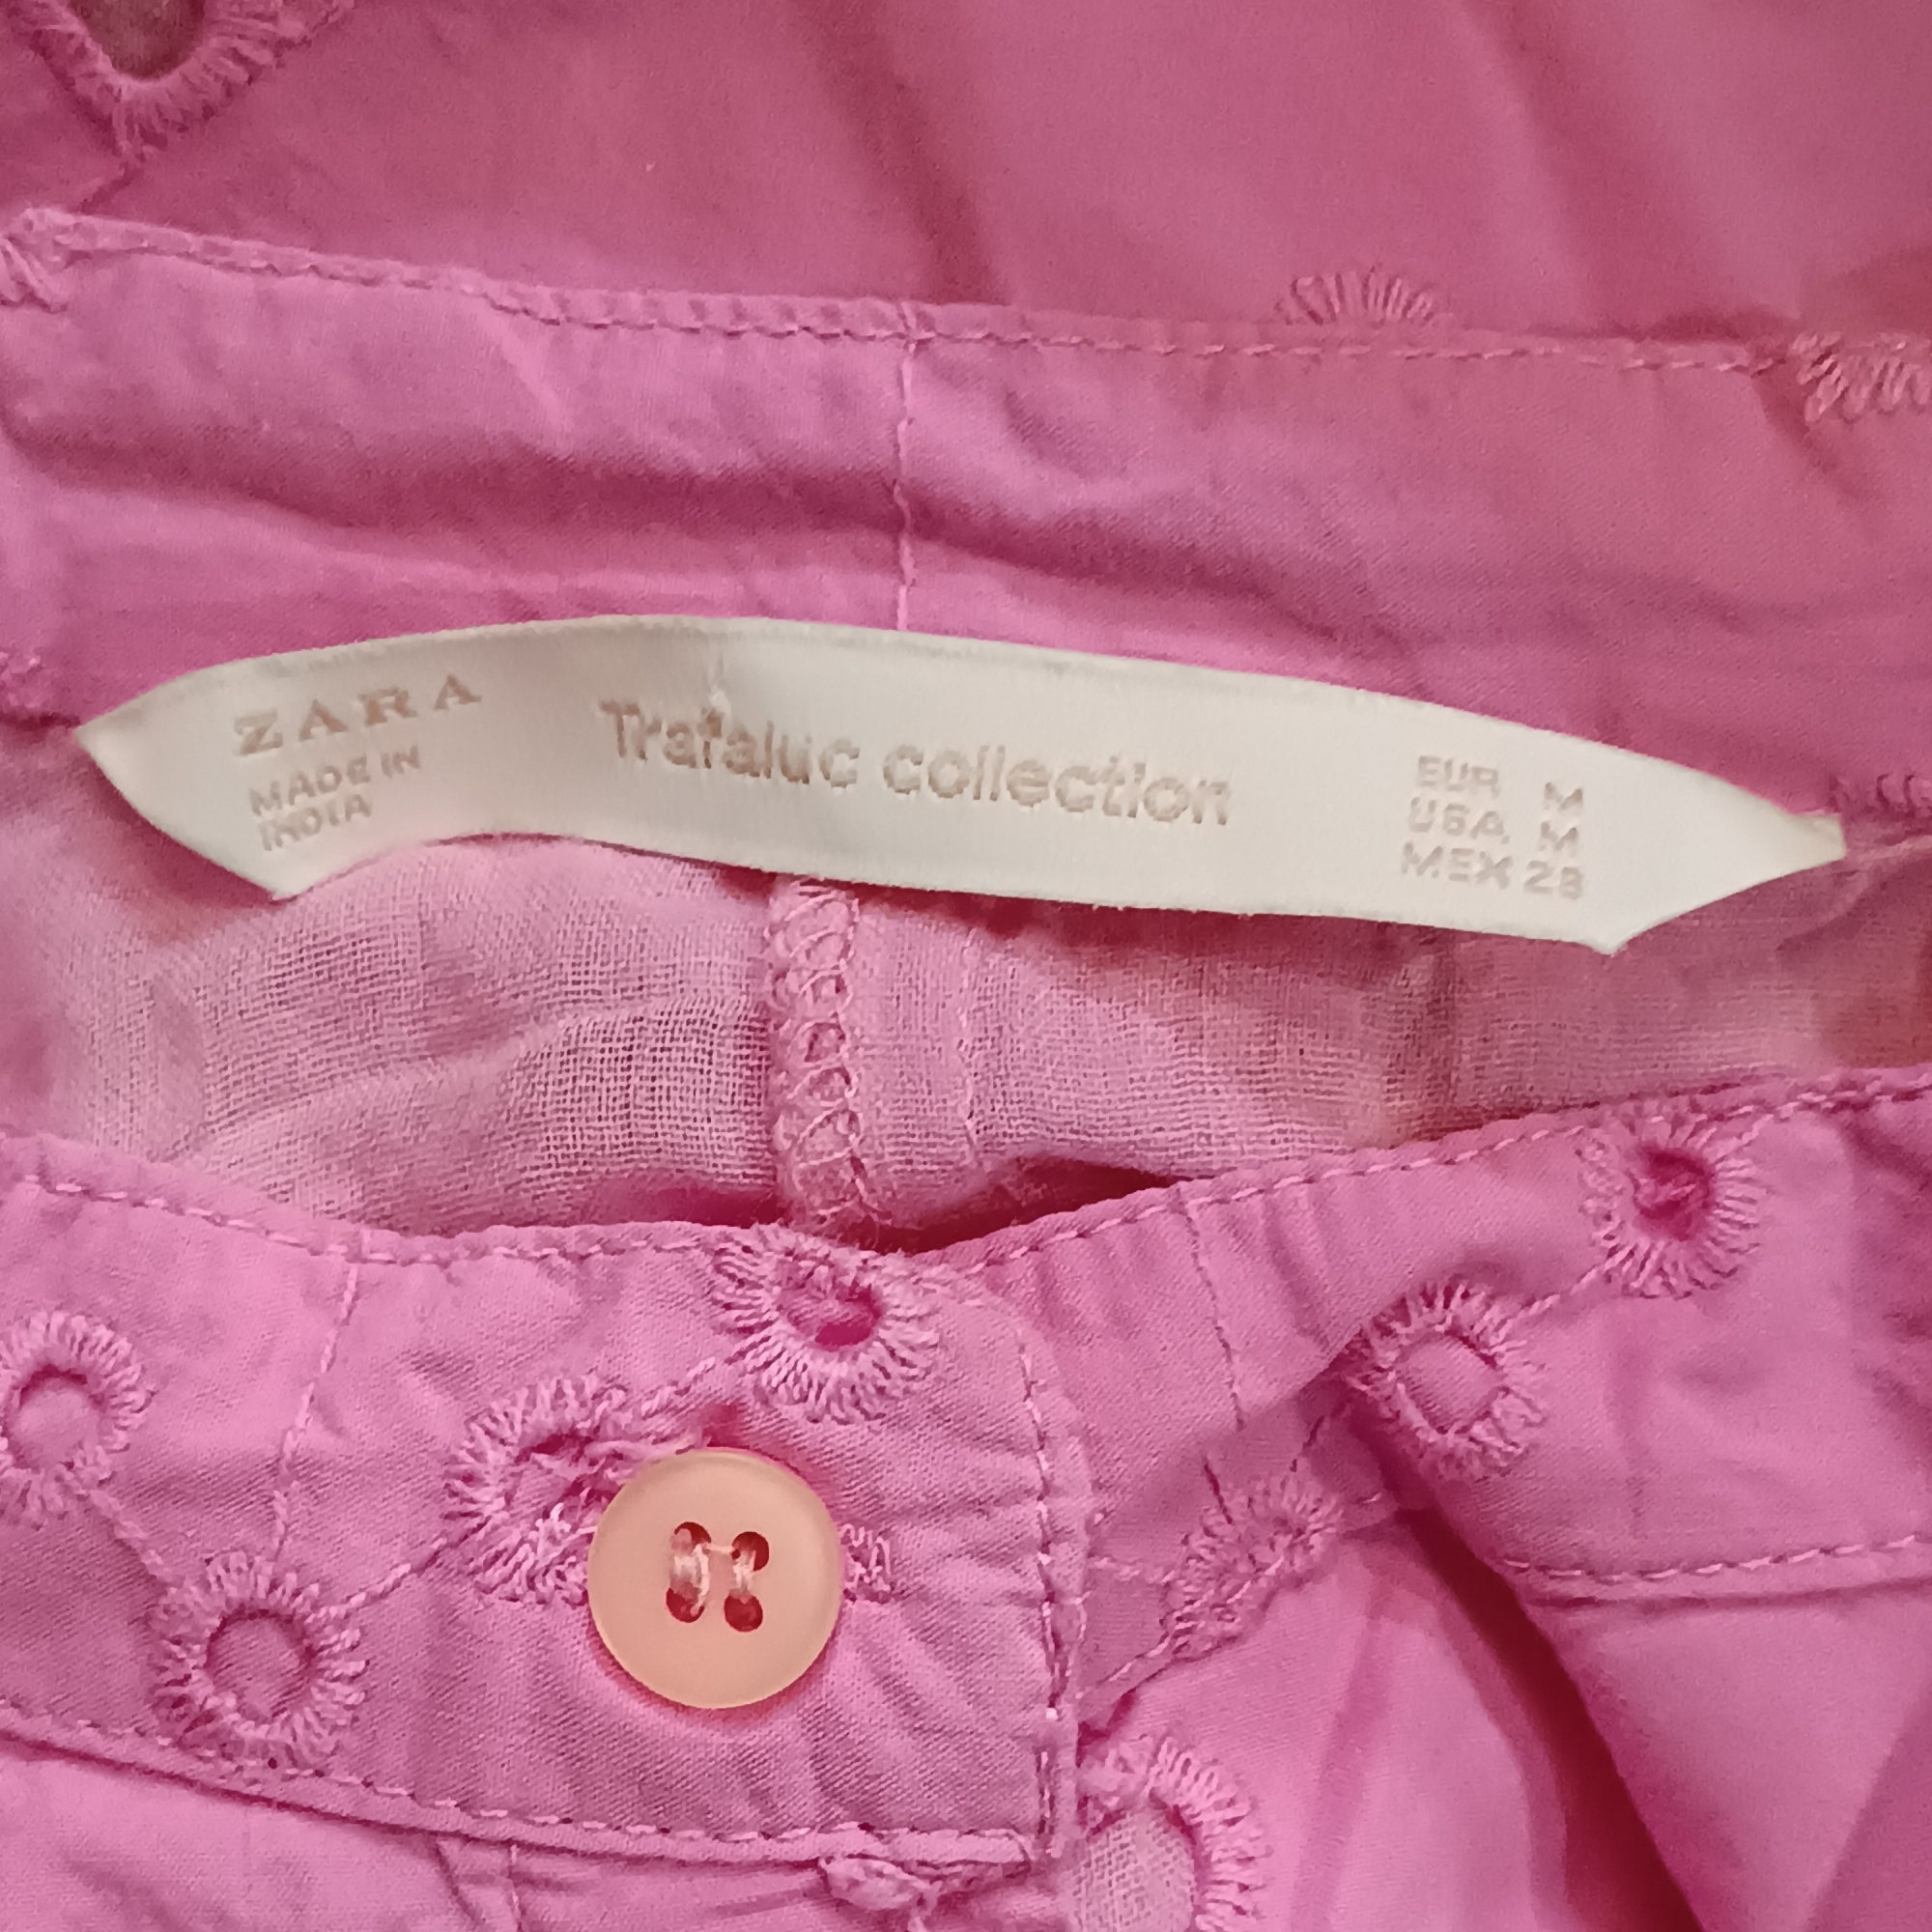 ZARA
MADE IN
INDIA
Trafaluc collection
EUR M
USA M
MEX 28